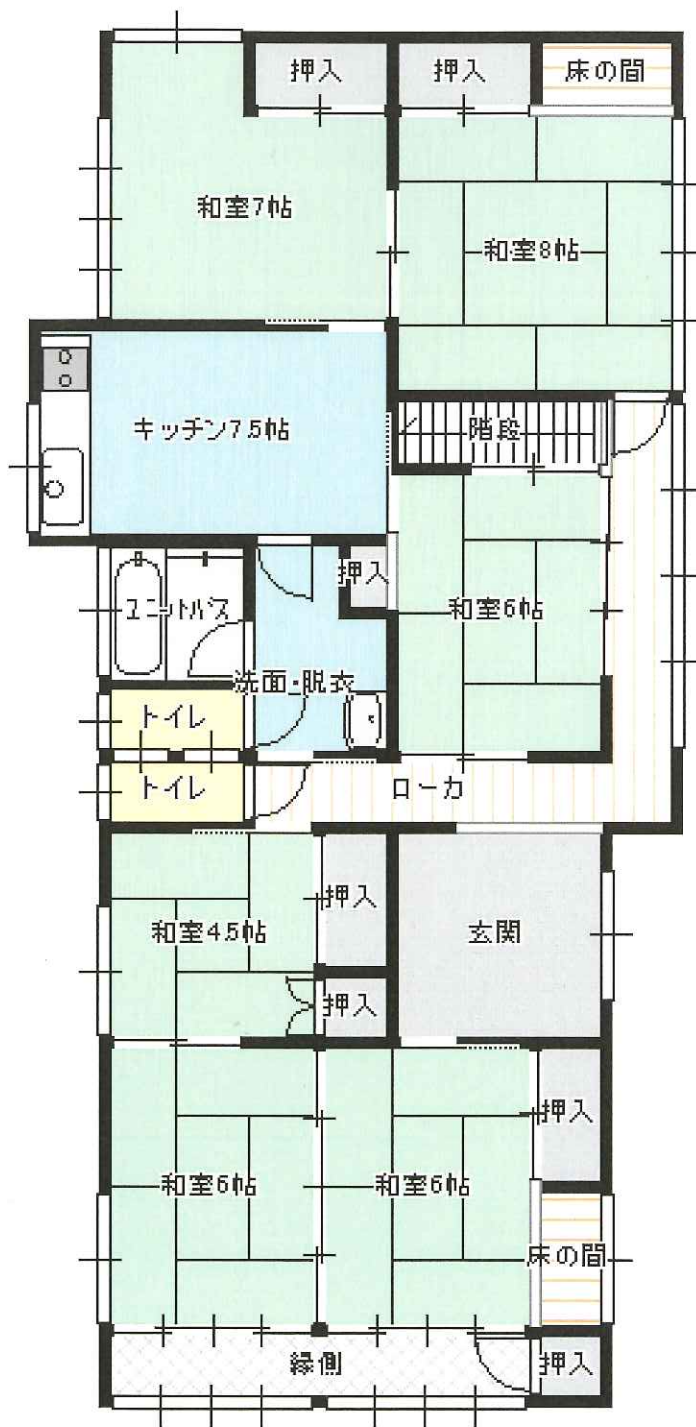 押入
押入
床の間
和室7帖
和室8帖
キッチン7.5帖
階段
押入
ユニットバス
和室6帖
洗面・脱衣
トイレ
トイレ
ローカ
押入
和室4.5帖
玄関
押入
押入
和室6帖
和室6帖
床の間
縁側
押入